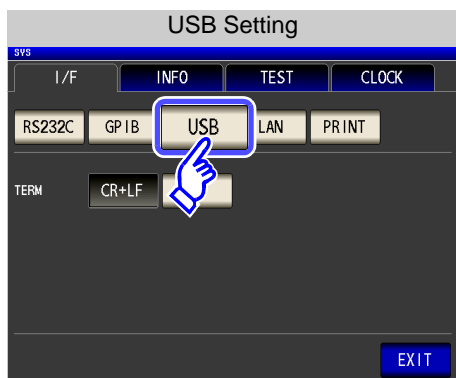 USB Setting
SYS
I/F INFO TEST CLOCK
RS232C GPIB USB LAN PRINT
TERM CR+LF
EXIT